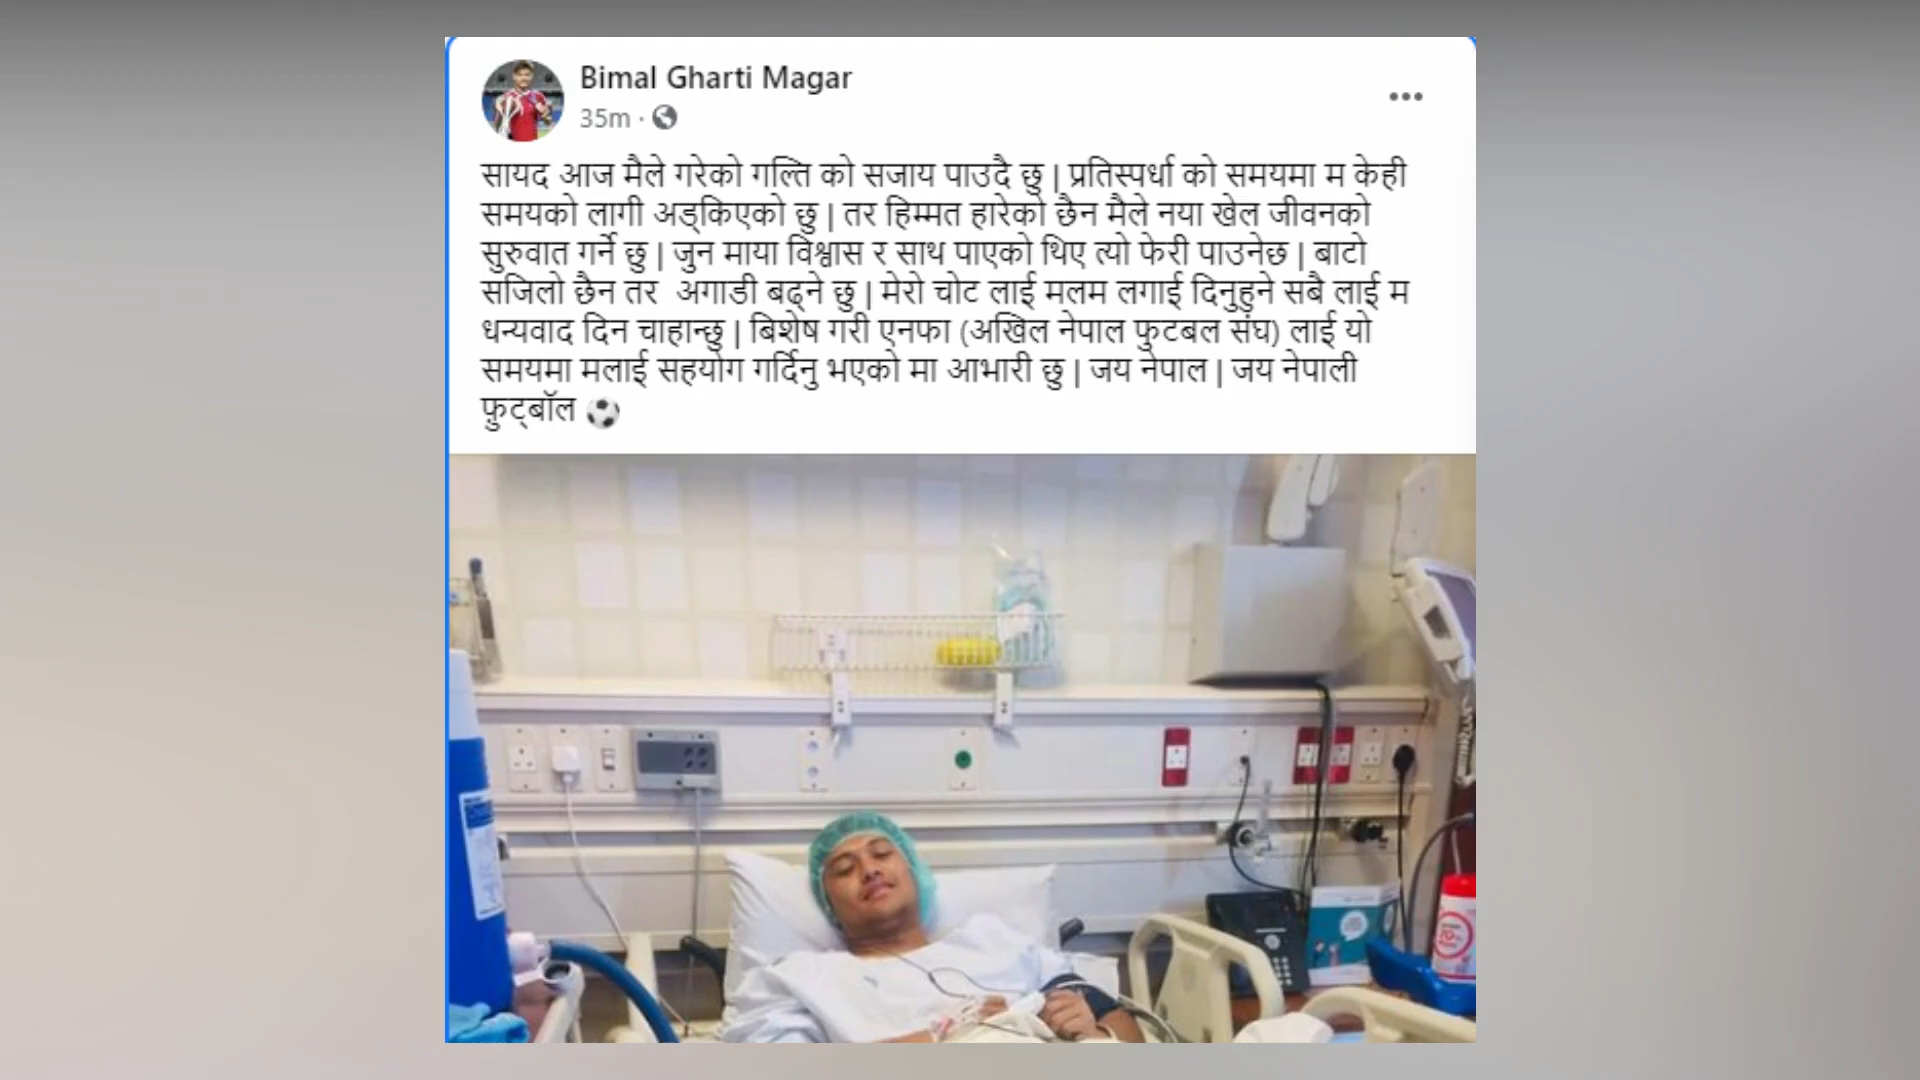 Bimal Gharti Magar
35m ·
सायद आज मैले गरेको गल्ति को सजाय पाउदै छु | प्रतिस्पर्धा को समयमा म केही
समयको लागी अड्किएको छु | तर हिम्मत हारेको छैन मैले नया खेल जीवनको
सुरुवात गर्ने छु | जुन माया विश्वास र साथ पाएको थिए त्यो फेरी पाउनेछ | बाटो
सजिलो छैन तर  अगाडी बढ्ने छु | मेरो चोट लाई मलम लगाई दिनुहुने सबै लाई म
धन्यवाद दिन चाहान्छु | बिशेष गरी एनफा (अखिल नेपाल फुटबल संघ) लाई यो
समयमा मलाई सहयोग गर्दिनु भएको मा आभारी छु | जय नेपाल | जय नेपाली
फ़ुट्बॉल